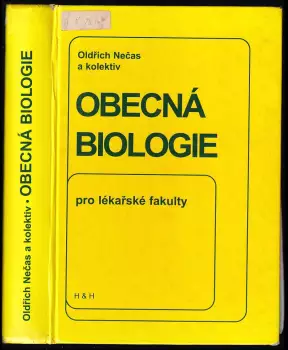 Oldřich Nečas a kolektiv • OBECNÁ BIOLOGIE
Oldřich Nečas
a kolektiv
OBECNÁ
BIOLOGIE
pro lékařské fakulty
H & H